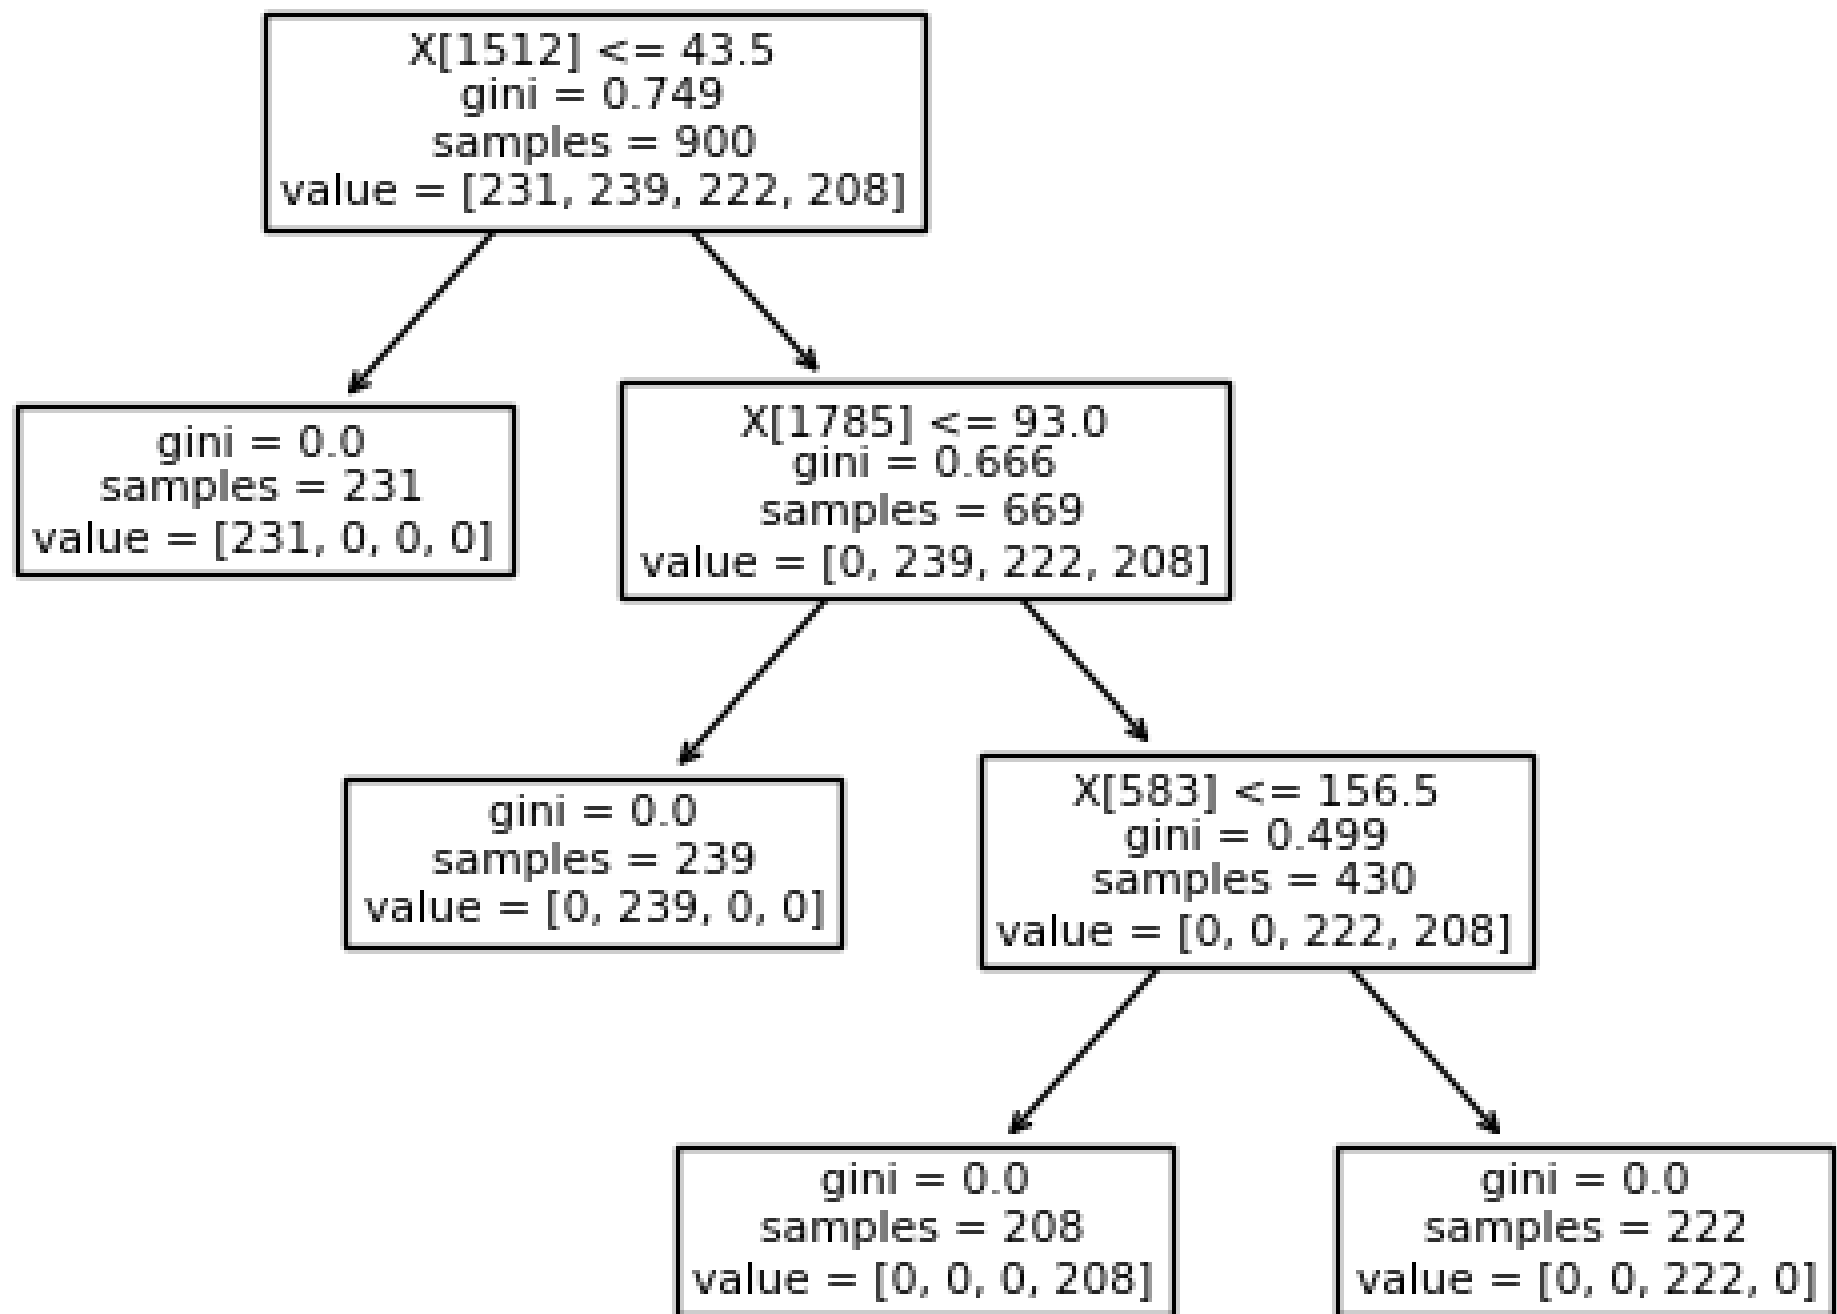 X[1512] <= 43.5
gini = 0.749
samples = 900
value = [231, 239, 222, 208]
gini = 0.0
samples = 231
value = [231, 0, 0, 0]
X[1785] <= 93.0
gini = 0.666
samples = 669
value = [0, 239, 222, 208]
gini = 0.0
samples = 239
value = [0, 239, 0, 0]
X[583] <= 156.5
gini = 0.499
samples = 430
value = [0, 0, 222, 208]
gini = 0.0
samples = 208
value = [0, 0, 0, 208]
gini = 0.0
samples = 222
value = [0, 0, 222, 0]